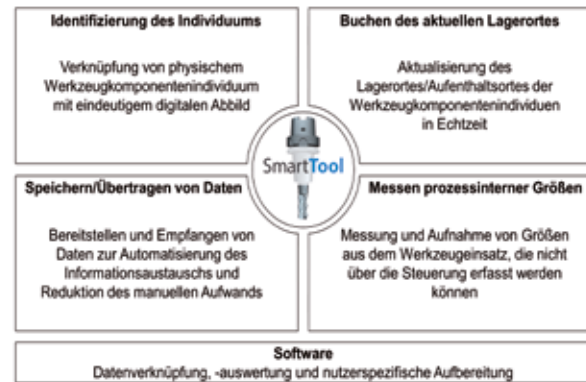 Identifizierung des Individuums
Verknüpfung von physischem
Werkzeugkomponentenindividuum
mit eindeutigem digitalen Abbild
Buchen des aktuellen Lagerortes
Aktualisierung des
Lagerortes/Aufenthaltsortes der
Werkzeugkomponentenindividuen
in Echtzeit
SmartTool
Speichern/Übertragen von Daten
Bereitstellen und Empfangen von
Daten zur Automatisierung des
Informationsaustauschs und
Reduktion des manuellen Aufwands
Messen prozessinterner Größen
Messung und Aufnahme von Größen
aus dem Werkzeugeinsatz, die nicht
über die Steuerung erfasst werden
können
Software
Datenverknüpfung, -auswertung und nutzerspezifische Aufbereitung